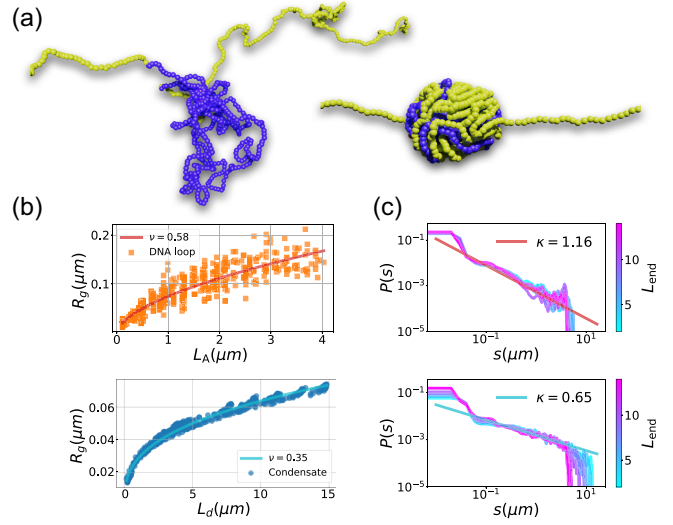 (a)
(b)
(c)
0.2
0.1
R_g(μm)
ν = 0.58
DNA loop
0 1 2 3 4
L_A(μm)
10^{-1}
10^{-3}
10^{-5}
P(s)
κ = 1.16
10^{-1} 10^1
s(μm)
10
5
L_end
0.06
0.04
0.02
R_g(μm)
ν = 0.35
Condensate
0 5 10 15
L_d(μm)
10^{-1}
10^{-3}
10^{-5}
P(s)
κ = 0.65
10^{-1} 10^1
s(μm)
10
5
L_end